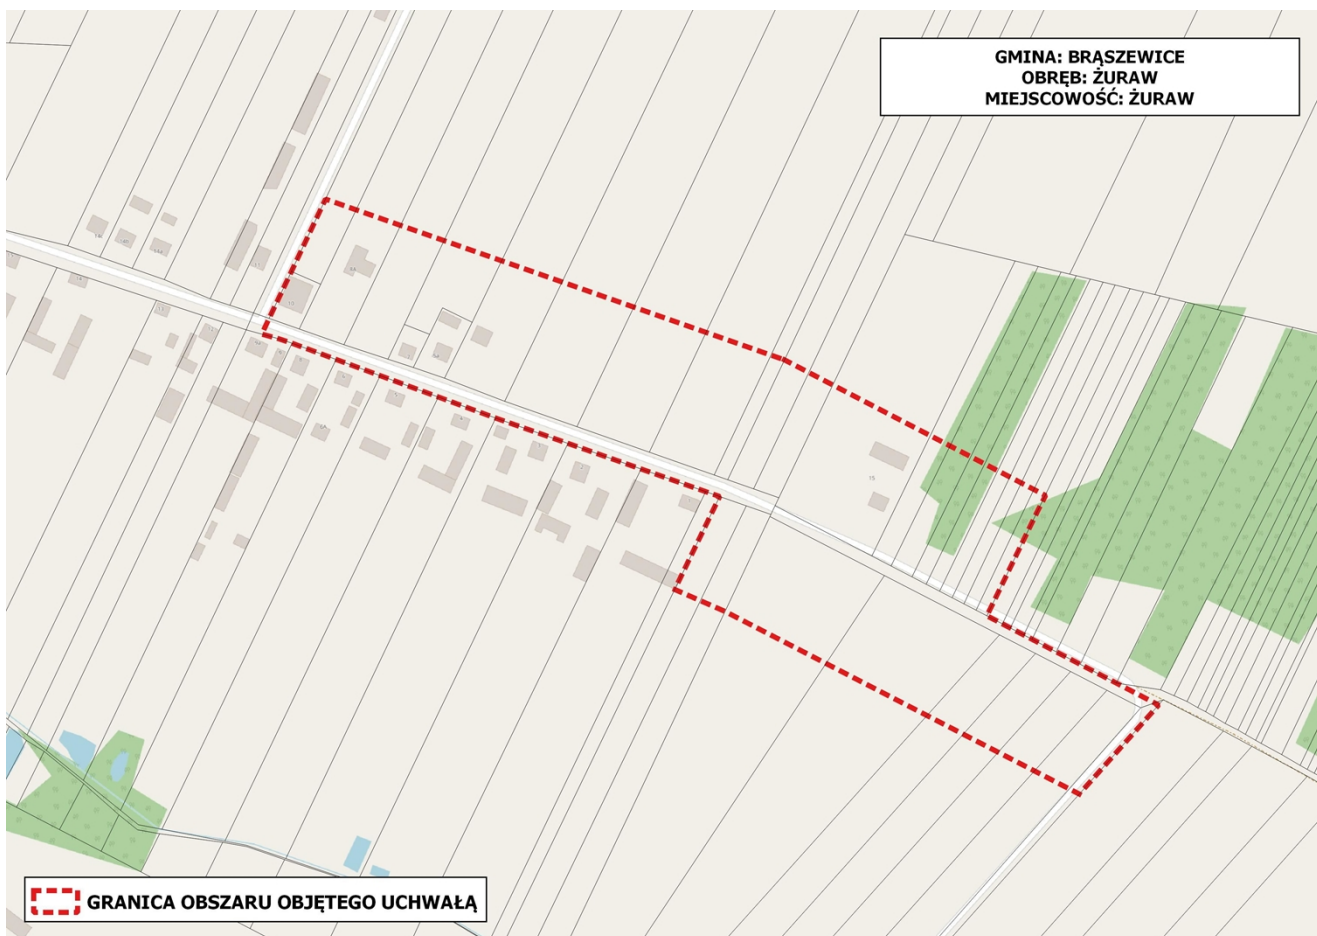 GMINA: BRĄSZEWICE
OBRĘB: ŻURAW
MIEJSCOWOŚĆ: ŻURAW
GRANICA OBSZARU OBJĘTEGO UCHWAŁĄ